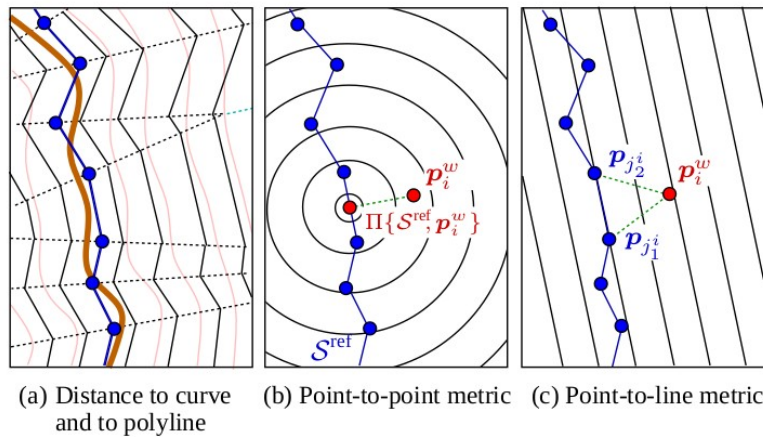 p_i^w
Π{S^ref, p_i^w}
S^ref
p_{j_2^i}
p_i^w
p_{j_1^i}
(a) Distance to curve
and to polyline
(b) Point-to-point metric
(c) Point-to-line metric